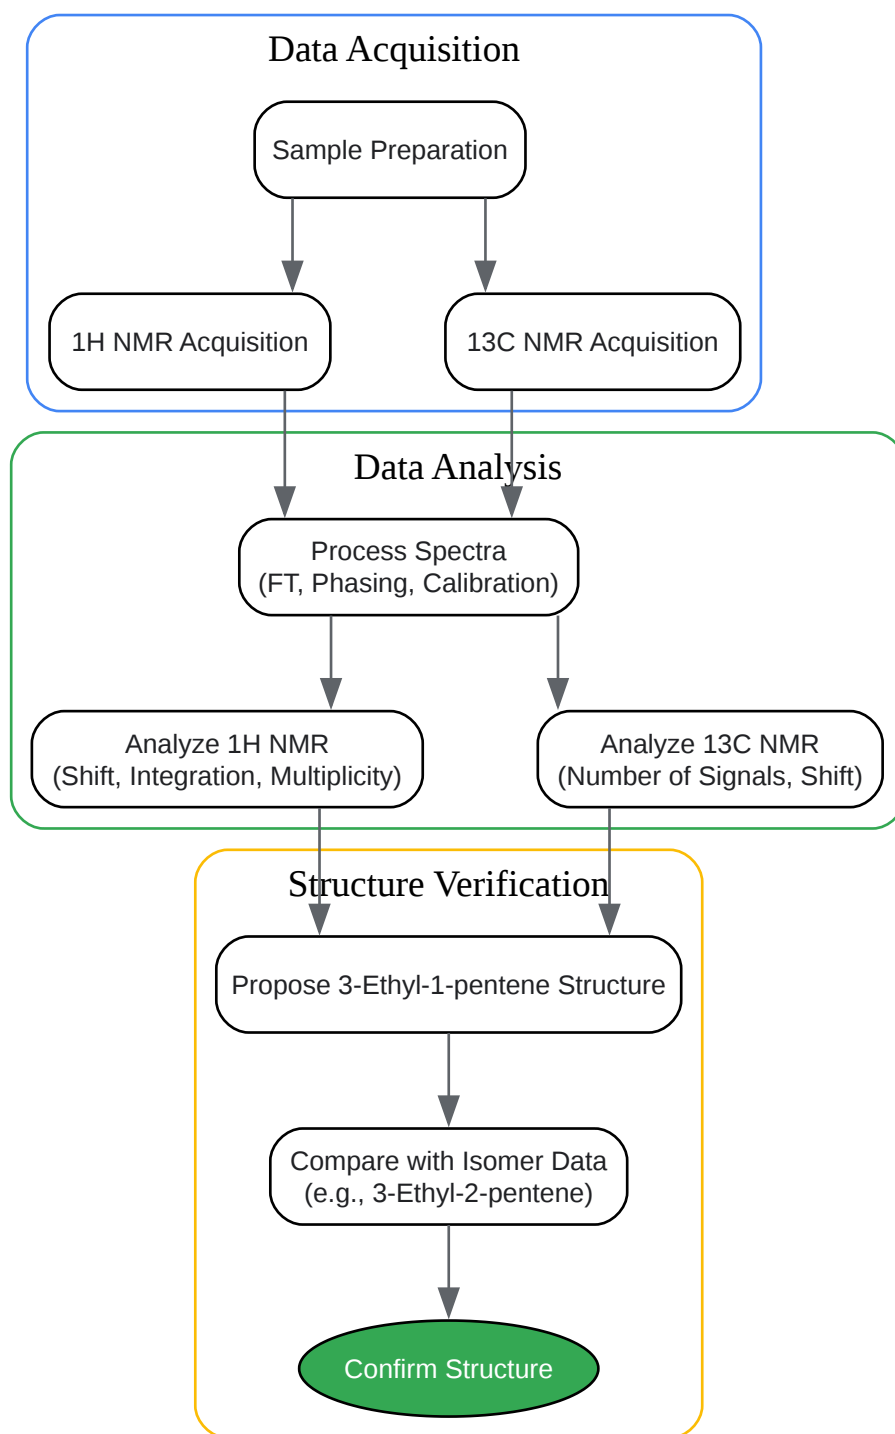 Data Acquisition
Sample Preparation
1H NMR Acquisition
13C NMR Acquisition
Data Analysis
Process Spectra
(FT, Phasing, Calibration)
Analyze 1H NMR
(Shift, Integration, Multiplicity)
Analyze 13C NMR
(Number of Signals, Shift)
Structure Verification
Propose 3-Ethyl-1-pentene Structure
Compare with Isomer Data
(e.g., 3-Ethyl-2-pentene)
Confirm Structure